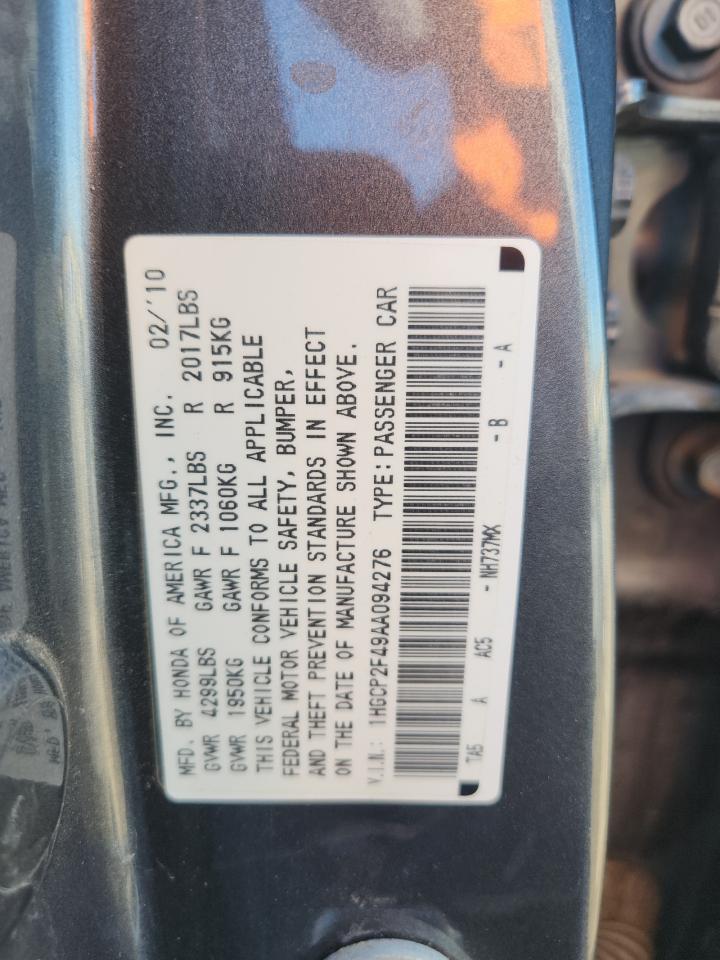 MFD. BY HONDA OF AMERICA MFG., INC. 02/'10
GVWR 4299LBS GAWR F 2337LBS R 2017LBS
GVWR 1950KG GAWR F 1060KG R 915KG
THIS VEHICLE CONFORMS TO ALL APPLICABLE
FEDERAL MOTOR VEHICLE SAFETY, BUMPER,
AND THEFT PREVENTION STANDARDS IN EFFECT
ON THE DATE OF MANUFACTURE SHOWN ABOVE.
V.I.N.: 1HGCP2F49AA094276 TYPE: PASSENGER CAR
TA5 A AC5 - NH737MX - B - A